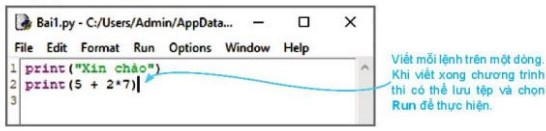 Bai1.py - C:/Users/Admin/AppData...
File Edit Format Run Options Window Help
1 print("Xin chào")
2 print(5 + 2*7)
3
Viết mỗi lệnh trên một dòng.
Khi viết xong chương trình
thì có thể lưu tệp và chọn
Run để thực hiện.